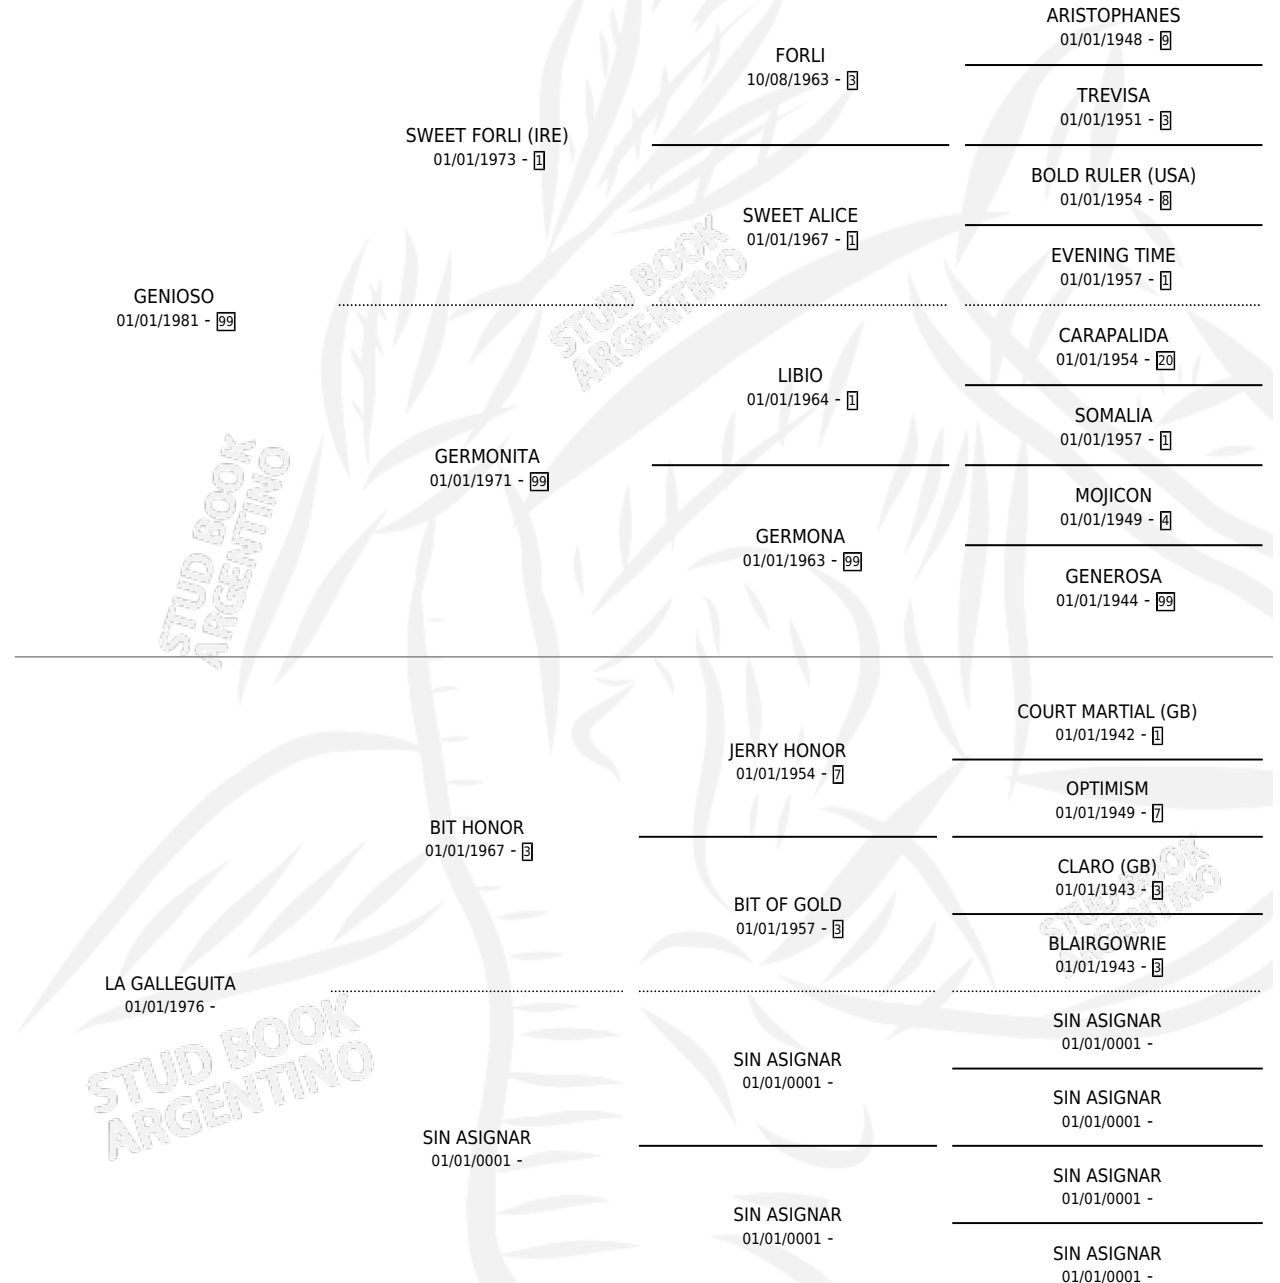 ARISTOPHANES
01/01/1948 - 9
FORLI
10/08/1963 - 3
TREVISA
01/01/1951 - 3
SWEET FORLI (IRE)
01/01/1973 - 1
BOLD RULER (USA)
01/01/1954 - 8
SWEET ALICE
01/01/1967 - 1
EVENING TIME
01/01/1957 - 1
GENIOSO
01/01/1981 - 99
STUD BOOK
ARGENTINO
CARAPALIDA
01/01/1954 - 20
LIBIO
01/01/1964 - 1
SOMALIA
01/01/1957 - 1
GERMONITA
01/01/1971 - 99
MOJICON
01/01/1949 - 4
GERMONA
01/01/1963 - 99
GENEROSA
01/01/1944 - 99
STUD BOOK
ARGENTINO
COURT MARTIAL (GB)
01/01/1942 - 1
JERRY HONOR
01/01/1954 - 7
OPTIMISM
01/01/1949 - 7
BIT HONOR
01/01/1967 - 3
CLARO (GB)
01/01/1943 - 3
BIT OF GOLD
01/01/1957 - 3
BLAIRGOWRIE
01/01/1943 - 3
STUD BOOK
ARGENTINO
LA GALLEGUITA
01/01/1976 -
SIN ASIGNAR
01/01/0001 -
SIN ASIGNAR
01/01/0001 -
SIN ASIGNAR
01/01/0001 -
STUD BOOK
ARGENTINO
SIN ASIGNAR
01/01/0001 -
SIN ASIGNAR
01/01/0001 -
SIN ASIGNAR
01/01/0001 -
SIN ASIGNAR
01/01/0001 -